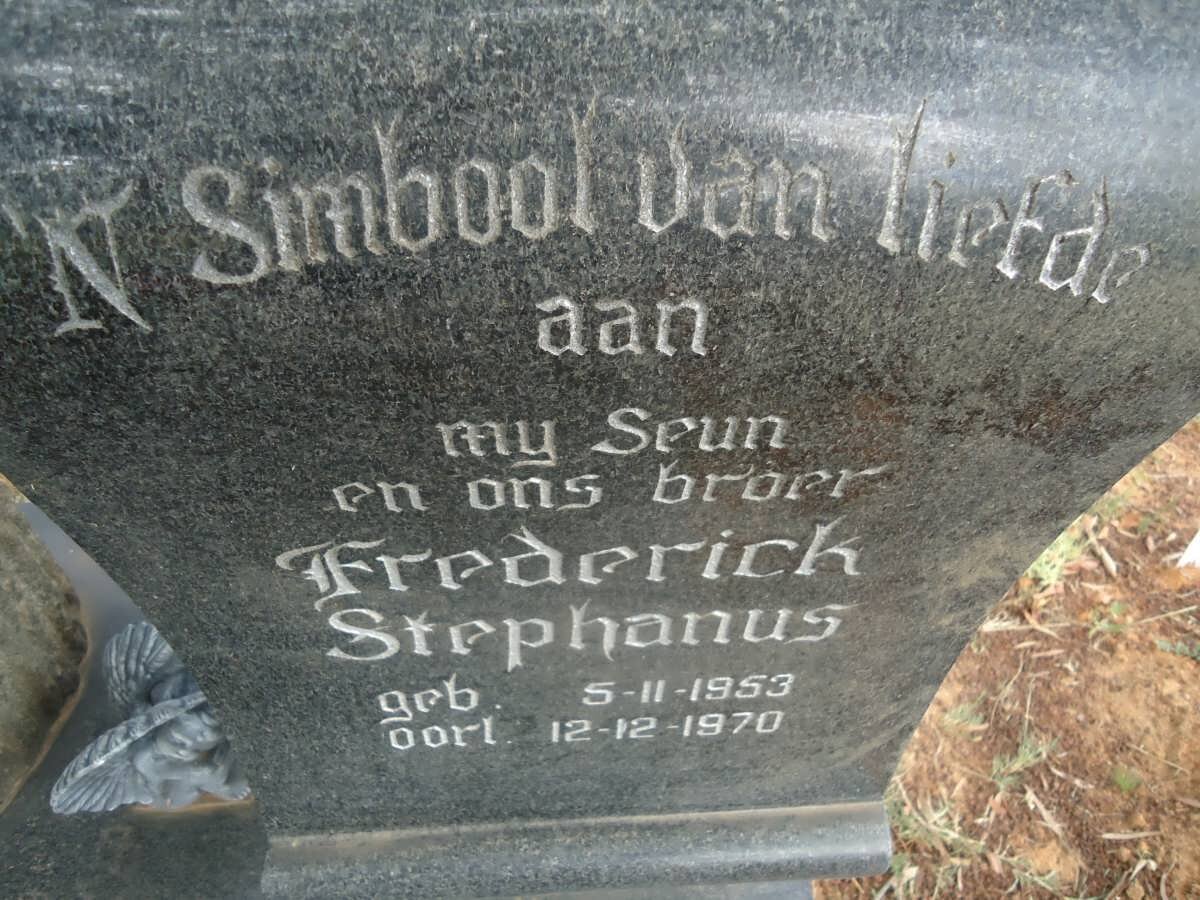 'N Simbool van liefde
aan
my Seun
en ons broer
Frederick
Stephanus
geb. 5-11-1953
oorl. 12-12-1970